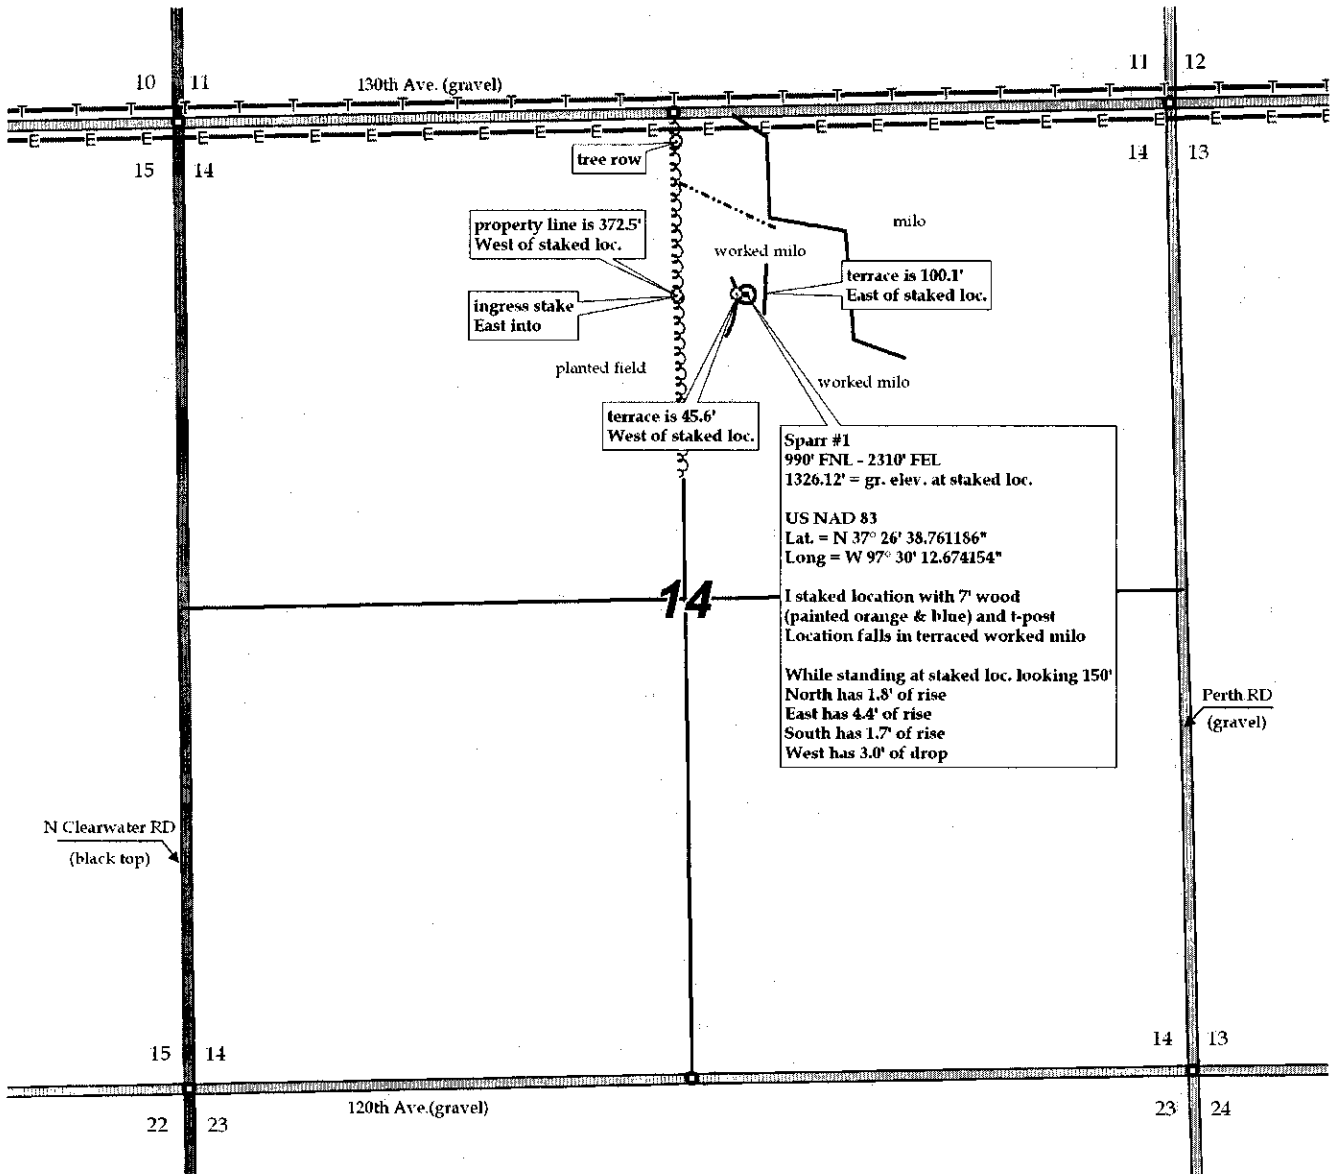 10 11
11 12
130th Ave. (gravel)
T T T T T T T T T T T T T T T T T T T T T T T T T
E E E E E E E E E E E E E E E E E E E E E E E E
15 14
14 13
tree row
property line is 372.5'
West of staked loc.
milo
worked milo
terrace is 100.1'
East of staked loc.
ingress stake
East into
planted field
worked milo
terrace is 45.6'
West of staked loc.
Sparr #1
990' FNL - 2310' FEL
1326.12' = gr. elev. at staked loc.
US NAD 83
Lat. = N 37° 26' 38.761186"
Long = W 97° 30' 12.674154"
I staked location with 7' wood
(painted orange & blue) and t-post
Location falls in terraced worked milo
While standing at staked loc. looking 150'
North has 1.8' of rise
East has 4.4' of rise
South has 1.7' of rise
West has 3.0' of drop
14
Perth RD
(gravel)
N Clearwater RD
(black top)
15 14
14 13
120th Ave.(gravel)
22 23
23 24